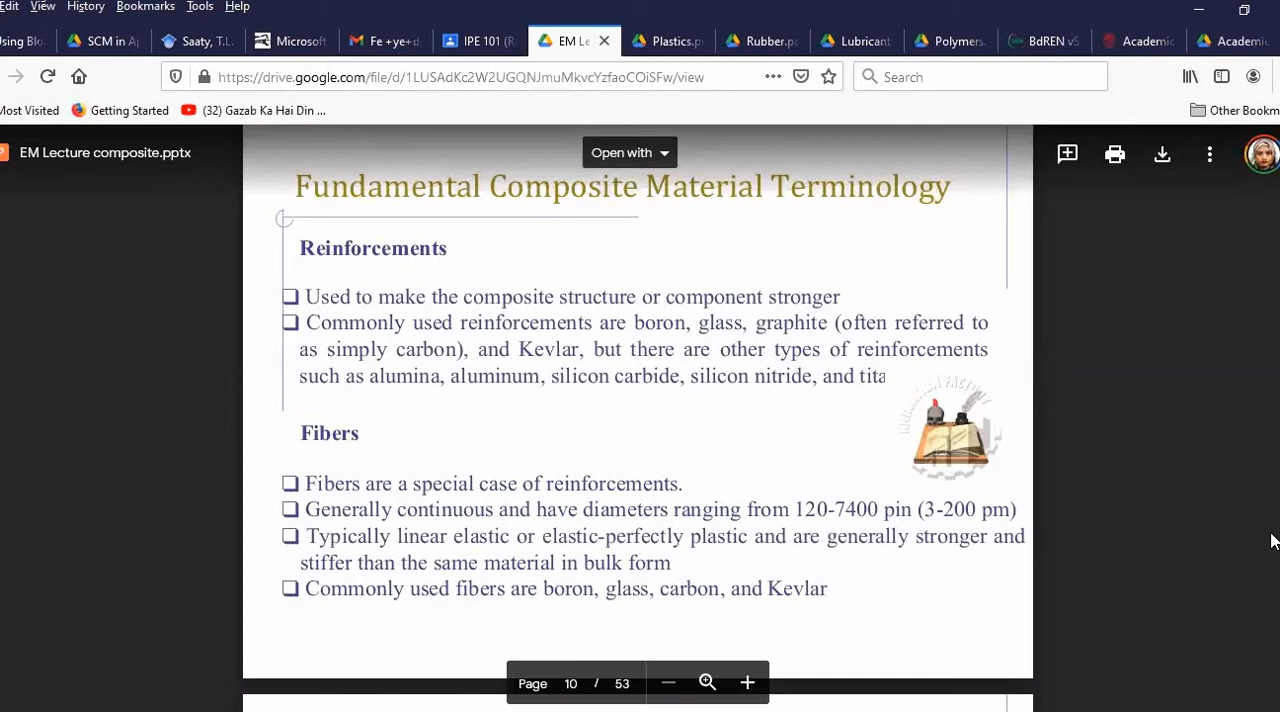 Edit View History Bookmarks Tools Help
sing Blo SCM in Ap Saaty, T.L. Microsoft Fe +ye+d IPE 101 (R EM Le Plastics.p Rubber.pc Lubricant Polymers. BdREN vS Academic Academi
https://drive.google.com/file/d/1LUSAdKc2W2UGQNJmuMkvcYzfaoCOiSFw/view Search
Most Visited Getting Started (32) Gazab Ka Hai Din ... Other Bookm
EM Lecture composite.pptx Open with
Fundamental Composite Material Terminology
Reinforcements
Used to make the composite structure or component stronger
Commonly used reinforcements are boron, glass, graphite (often referred to
as simply carbon), and Kevlar, but there are other types of reinforcements
such as alumina, aluminum, silicon carbide, silicon nitride, and tita
Fibers
Fibers are a special case of reinforcements.
Generally continuous and have diameters ranging from 120-7400 pin (3-200 pm)
Typically linear elastic or elastic-perfectly plastic and are generally stronger and
stiffer than the same material in bulk form
Commonly used fibers are boron, glass, carbon, and Kevlar
Page 10 / 53